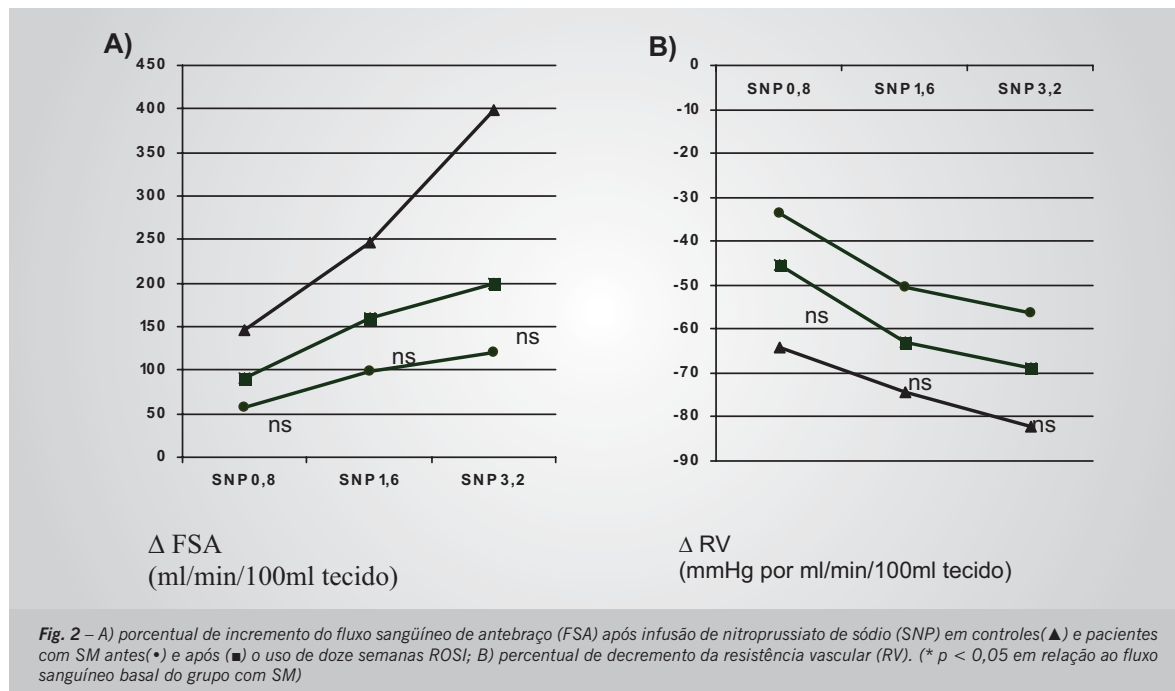 A)
450
400
350
300
250
200
150
100
50
0
ns
ns
ns
SNP 0,8
SNP 1,6
SNP 3,2
Δ FSA
(ml/min/100ml tecido)
B)
0
-10
-20
-30
-40
-50
-60
-70
-80
-90
SNP 0,8
SNP 1,6
SNP 3,2
ns
ns
ns
Δ RV
(mmHg por ml/min/100ml tecido)
Fig. 2 – A) porcentual de incremento do fluxo sangüíneo de antebraço (FSA) após infusão de nitroprussiato de sódio (SNP) em controles(▲) e pacientes
com SM antes(•) e após (■) o uso de doze semanas ROSI; B) percentual de decremento da resistência vascular (RV). (* p < 0,05 em relação ao fluxo
sanguíneo basal do grupo com SM)